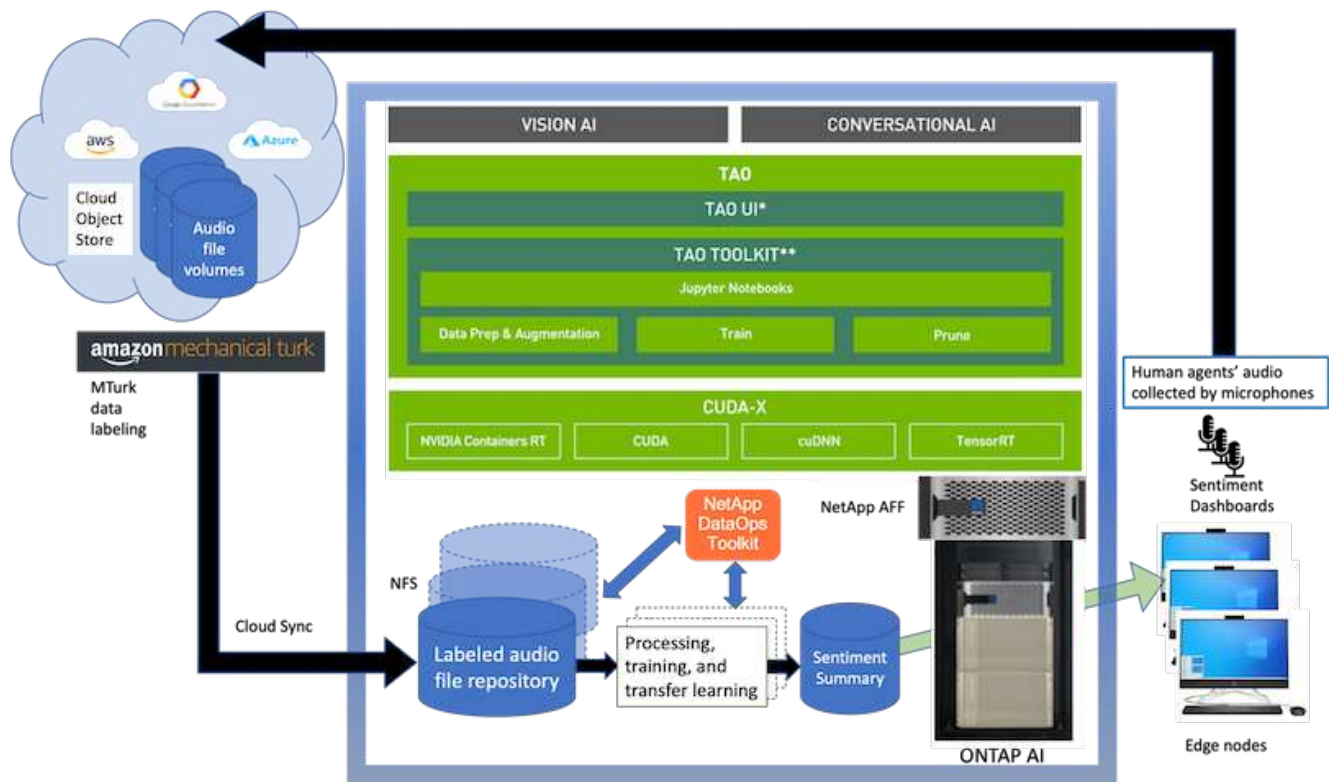 Google Cloud Platform
aws
Azure
Cloud
Object
Store
Audio
file
volumes
amazon mechanical turk
MTurk
data
labeling
Cloud Sync
VISION AI
CONVERSATIONAL AI
TAO
TAO UI*
TAO TOOLKIT**
Jupyter Notebooks
Data Prep & Augmentation
Train
Prune
CUDA-X
NVIDIA Containers RT
CUDA
cuDNN
TensorRT
NetApp
DataOps
Toolkit
NetApp AFF
NFS
Labeled audio
file repository
Processing,
training, and
transfer learning
Sentiment
Summary
ONTAP AI
Human agents' audio
collected by microphones
Sentiment
Dashboards
Edge nodes